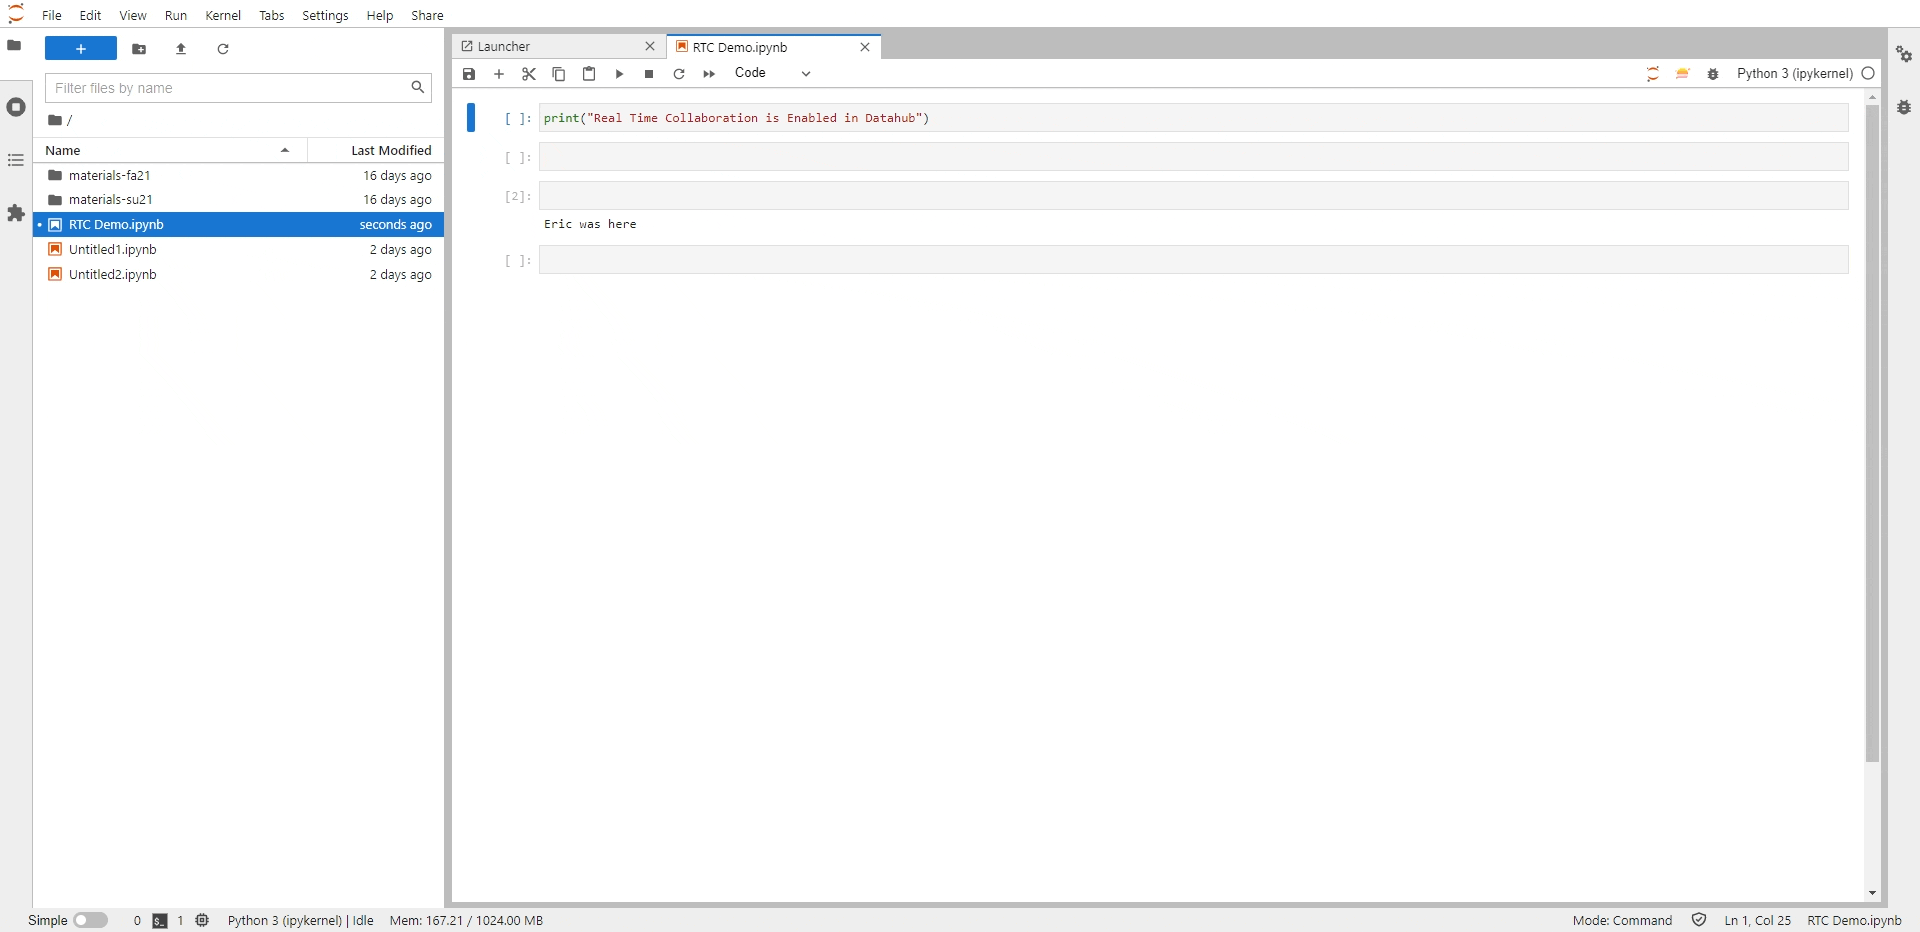 File Edit View Run Kernel Tabs Settings Help Share
+
Filter files by name
/
Name Last Modified
materials-fa21 16 days ago
materials-su21 16 days ago
RTC Demo.ipynb seconds ago
Untitled1.ipynb 2 days ago
Untitled2.ipynb 2 days ago
Launcher RTC Demo.ipynb
Code Python 3 (ipykernel)
[ ]: print("Real Time Collaboration is Enabled in Datahub")
[ ]:
[2]:
Eric was here
[ ]:
Simple 0 $_ 1 Python 3 (ipykernel) | Idle Mem: 167.21 / 1024.00 MB Mode: Command Ln 1, Col 25 RTC Demo.ipynb